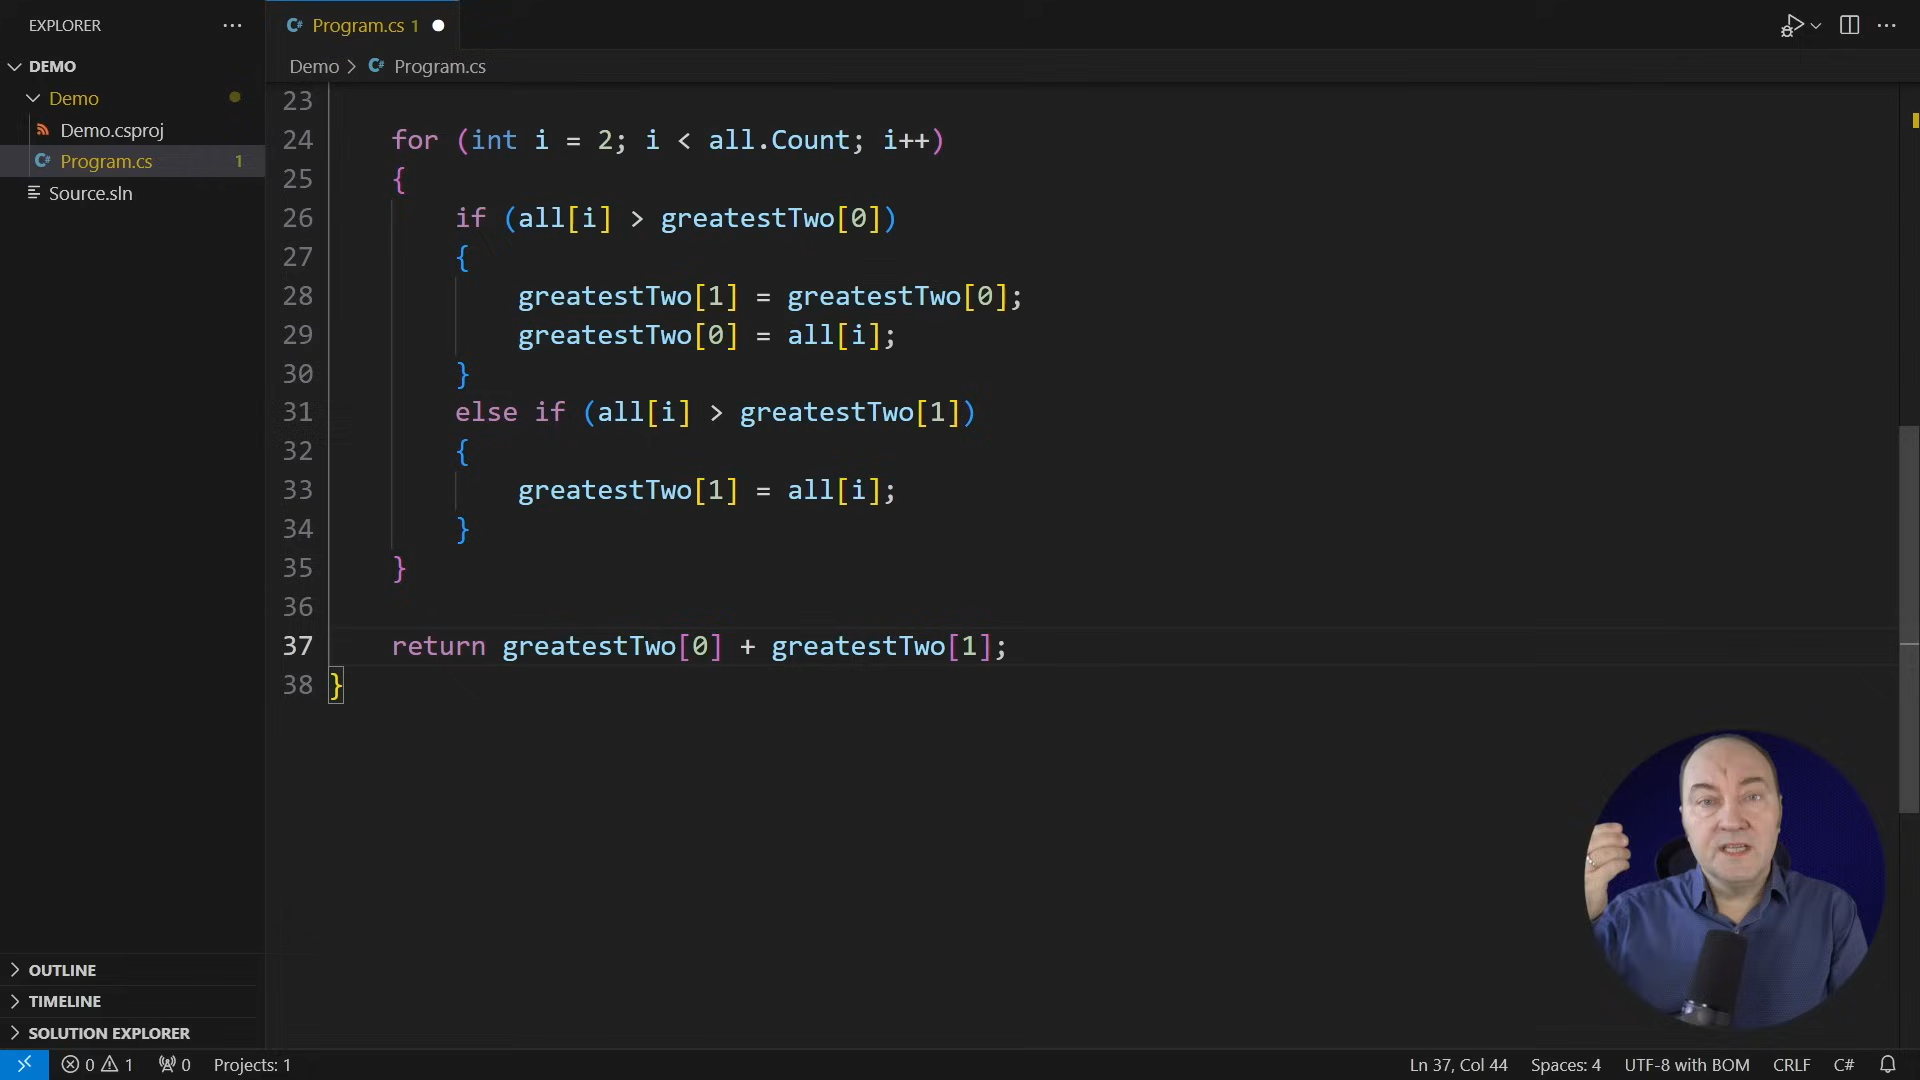 EXPLORER
DEMO
Demo
Demo.csproj
Program.cs 1
Source.sln
OUTLINE
TIMELINE
SOLUTION EXPLORER
C# Program.cs 1
Demo > C# Program.cs
23
24 for (int i = 2; i < all.Count; i++)
25 {
26 if (all[i] > greatestTwo[0])
27 {
28 greatestTwo[1] = greatestTwo[0];
29 greatestTwo[0] = all[i];
30 }
31 else if (all[i] > greatestTwo[1])
32 {
33 greatestTwo[1] = all[i];
34 }
35 }
36
37 return greatestTwo[0] + greatestTwo[1];
38 }
0 1 0 Projects: 1 Ln 37, Col 44 Spaces: 4 UTF-8 with BOM CRLF C#